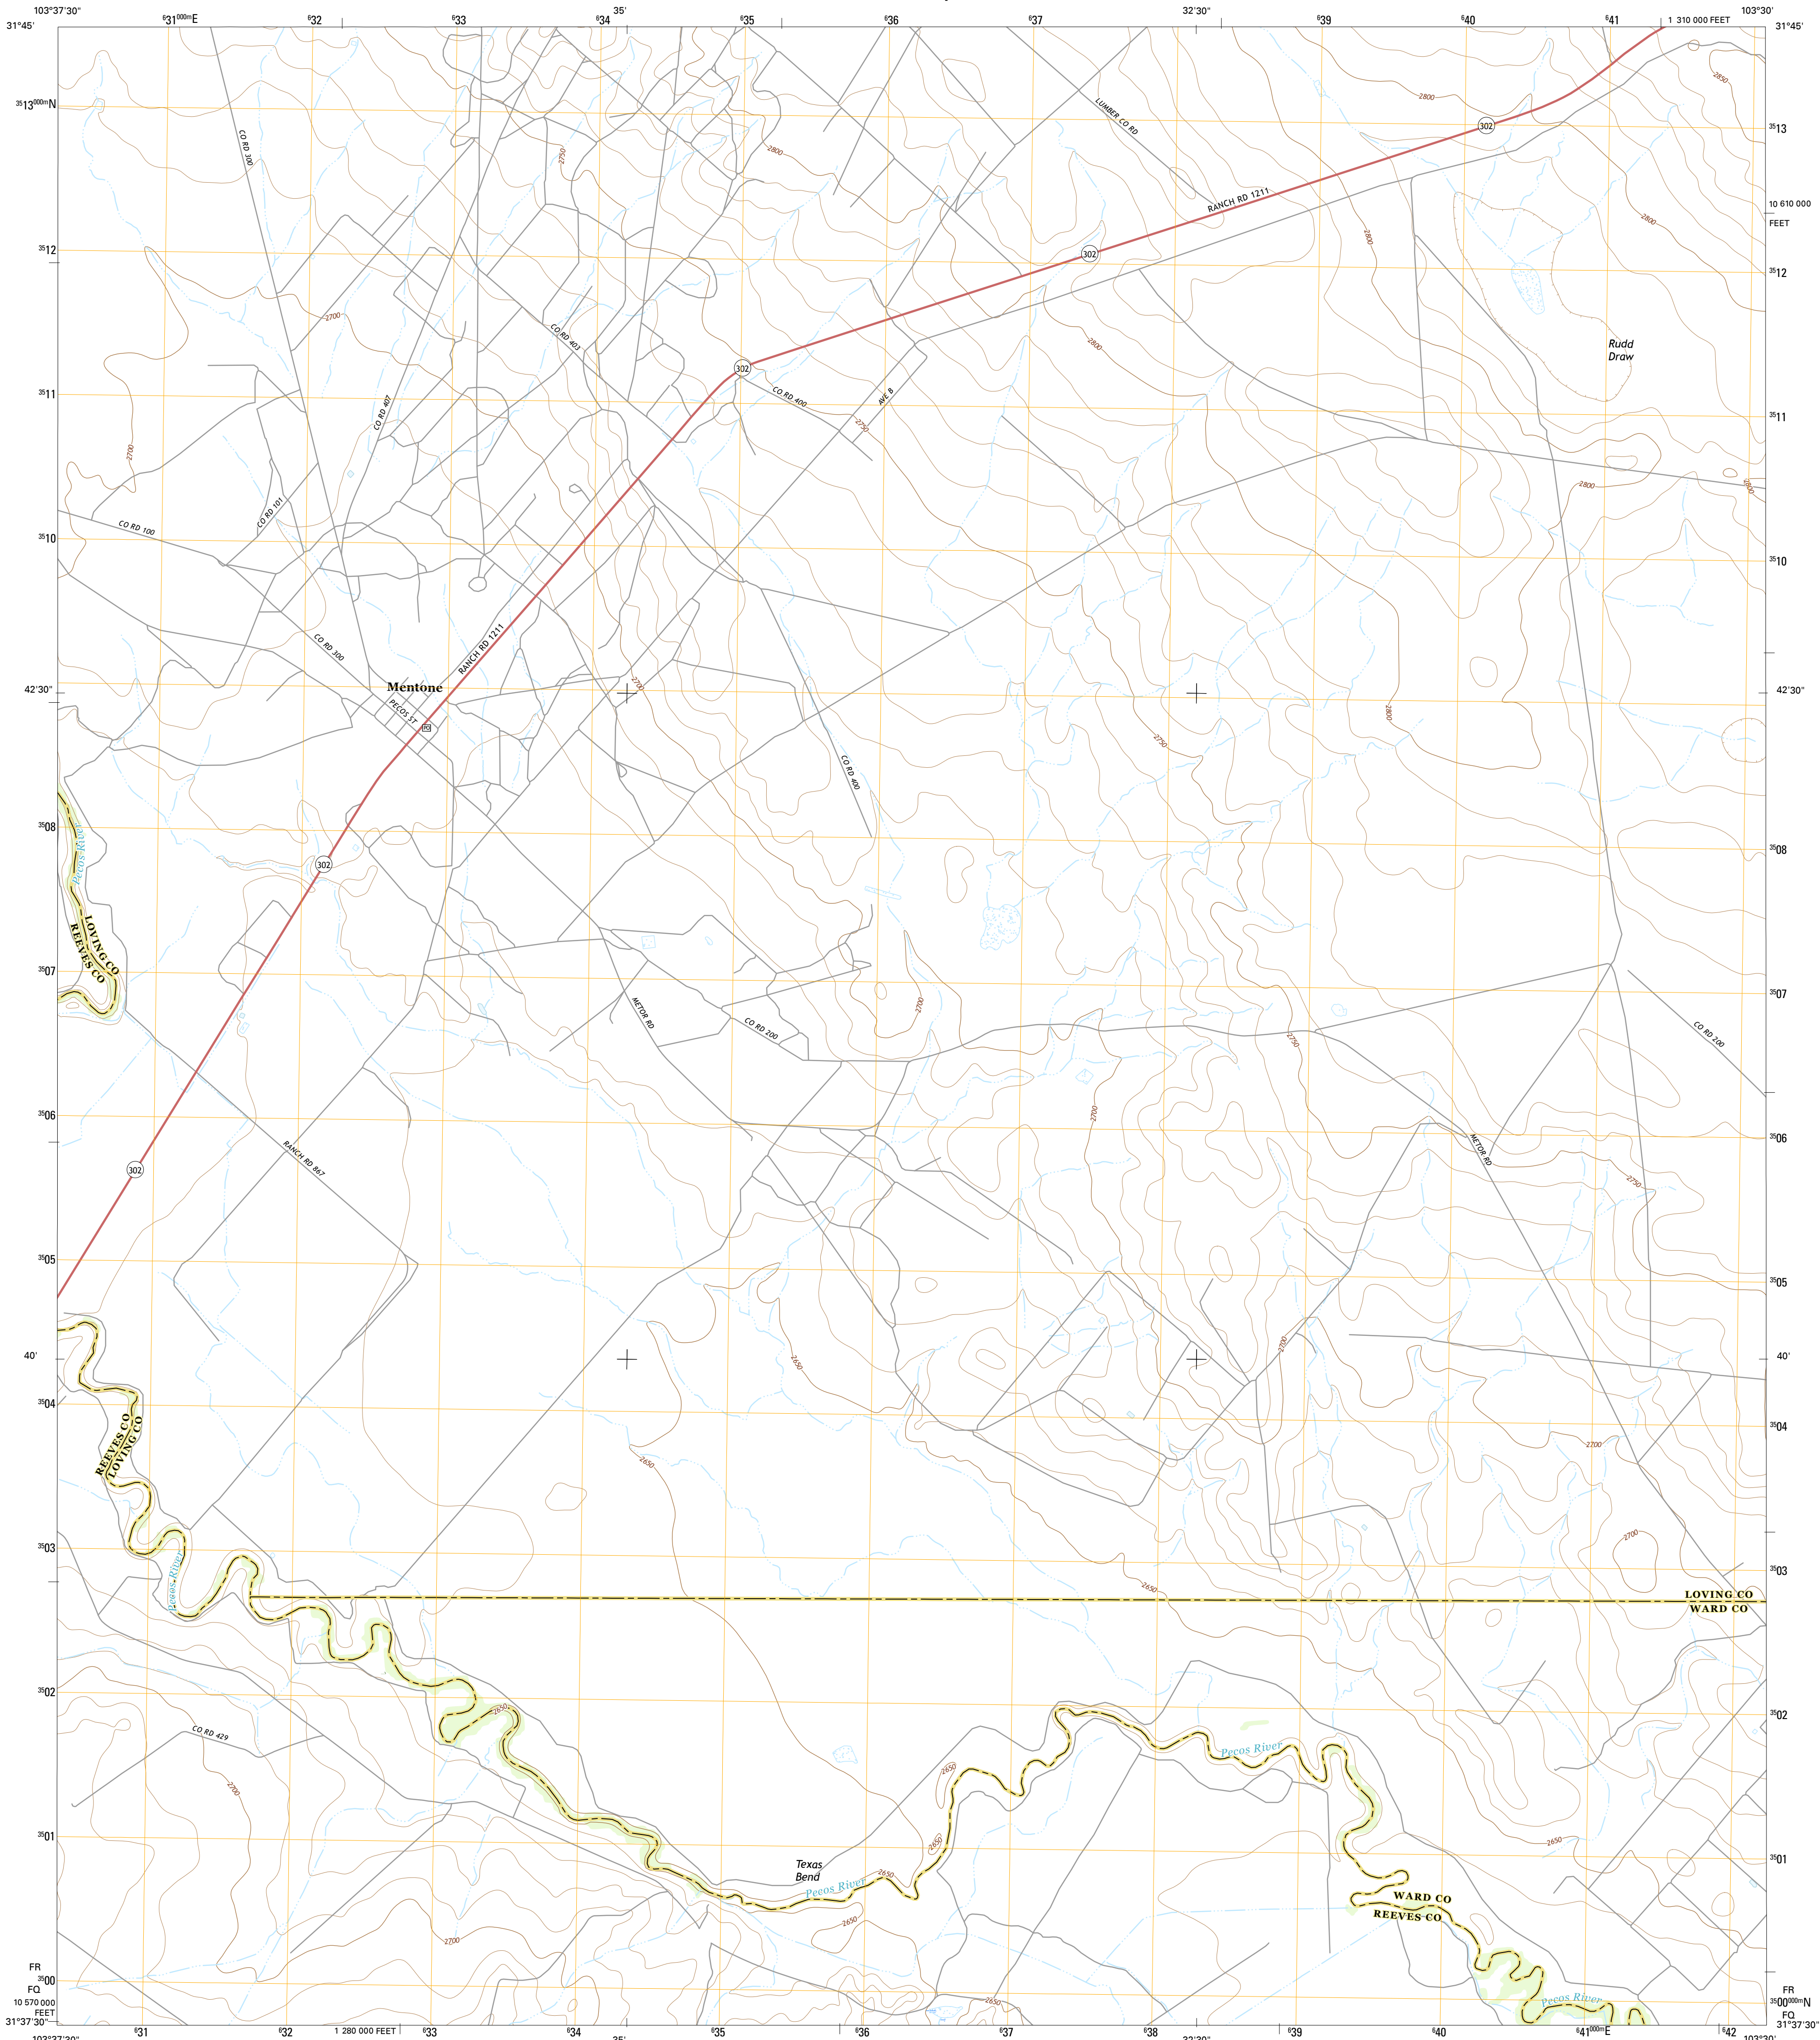 103°37'30"
⁶31⁰⁰⁰ᵐE
⁶32
⁶33
⁶34
35'
⁶35
⁶36
⁶37
32'30"
⁶39
⁶40
⁶41
1 310 000 FEET
103°30'
31°45'
31°45'
³⁵13⁰⁰⁰ᵐN
³⁵13
CO RD 300
2750
2800
LUMBER CO RD
2800
302
2850
RANCH RD 1211
10 610 000
FEET
2800
2800
³⁵12
302
³⁵12
2700
CO RD 403
2800
Rudd
Draw
302
³⁵11
CO RD 407
CO RD 400
AVE B
2750
³⁵11
2700
2800
2800
CO RD 101
CO RD 100
³⁵10
³⁵10
RANCH RD 1211
CO RD 300
42'30"
Mentone
2700
42'30"
PECOS ST
PO
2800
2750
CO RD 400
³⁵08
Pecos River
302
³⁵08
LOVING CO
REEVES CO
³⁵07
METOR RD
2700
CO RD 200
2750
³⁵07
CO RD 200
³⁵06
2700
³⁵06
RANCH RD 867
302
METOR RD
2750
³⁵05
³⁵05
40'
2650
2700
40'
³⁵04
REEVES CO
LOVING CO
³⁵04
2700
2650
³⁵03
2700
³⁵03
Pecos River
2650
LOVING CO
WARD CO
³⁵02
2650
³⁵02
CO RD 429
Pecos River
2700
2650
³⁵01
2650
2650
³⁵01
Texas
Bend
2650
Pecos River
WARD CO
REEVES CO
2650
2700
FR
³⁵00
FQ
10 570 000
FEET
31°37'30"
2650
Pecos River
FR
³⁵00⁰⁰⁰ᵐN
FQ
31°37'30"
103°37'30"
⁶31
⁶32
1 280 000 FEET
⁶33
⁶34
35'
⁶35
⁶36
⁶37
⁶38
32'30"
⁶39
⁶40
⁶41⁰⁰⁰ᵐE
⁶42
103°30'